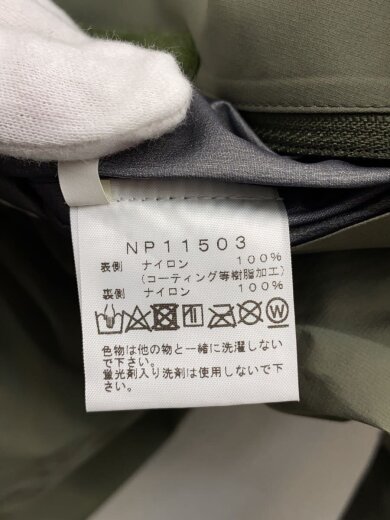 NP11503
表側 ナイロン 100%
(コーティング等樹脂加工)
裏側 ナイロン 100%
W
色物は他の物と一緒に洗濯しない
で下さい。
蛍光剤入り洗剤は使用しないで下
さい。